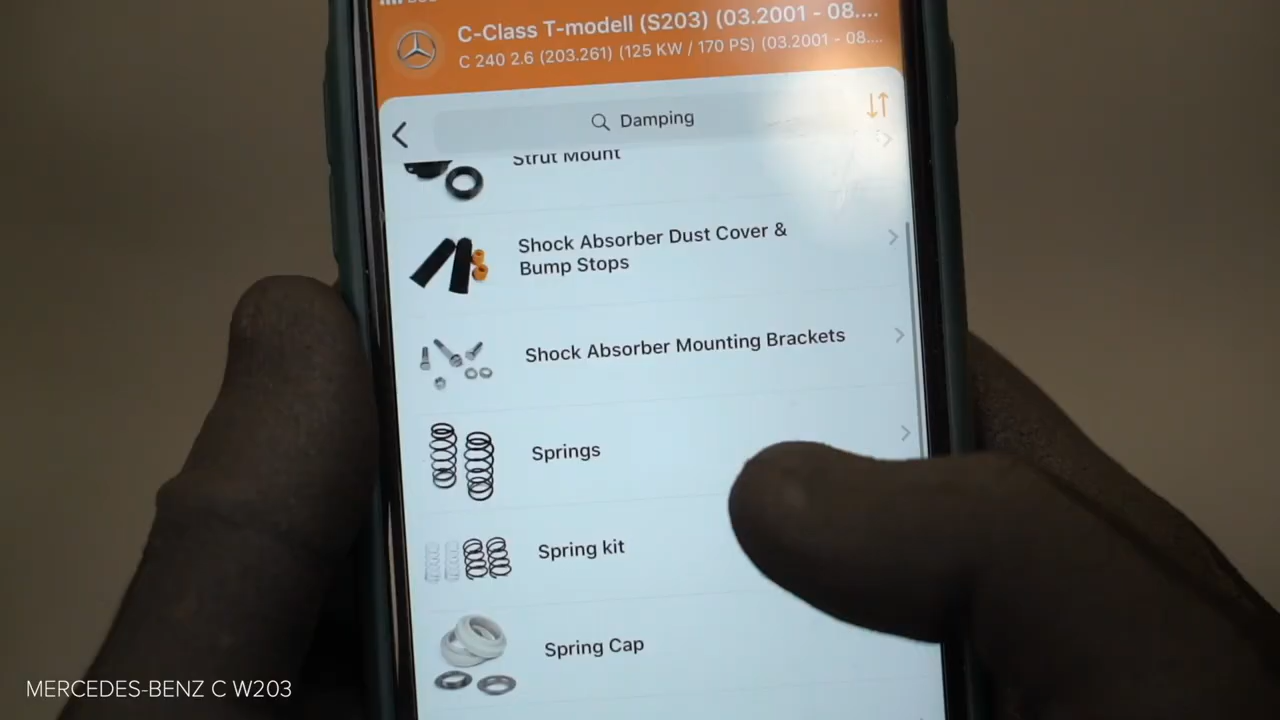 C-Class T-modell (S203) (03.2001 - 08....
C 240 2.6 (203.261) (125 KW / 170 PS) (03.2001 - 08....
Damping
Strut Mount
Shock Absorber Dust Cover &
Bump Stops
Shock Absorber Mounting Brackets
Springs
Spring kit
Spring Cap
MERCEDES-BENZ C W203